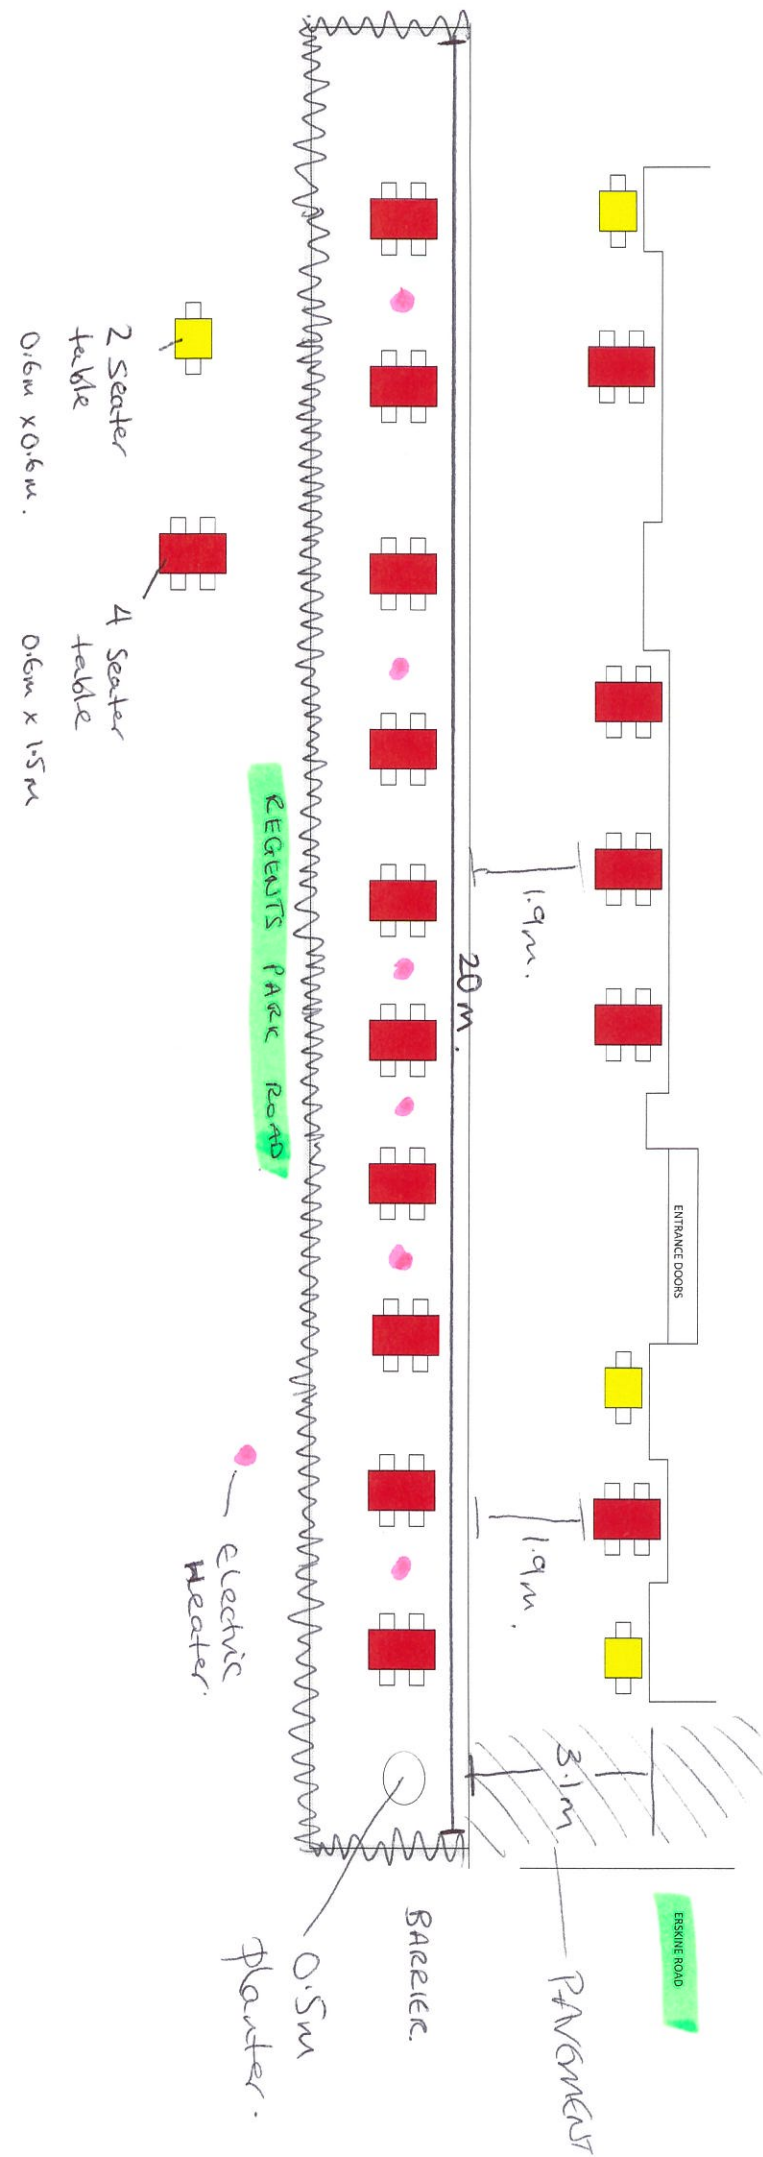 ENTRANCE DOORS
ERSKINE ROAD
1.9m.
1.9m.
3.1m
PAVEMENT
20m.
BARRIER.
0.5m
Planter.
REGENTS PARK ROAD
Electric
Heater.
2 Seater
table
0.6m x 0.6m.
4 Seater
table
0.6m x 1.5m